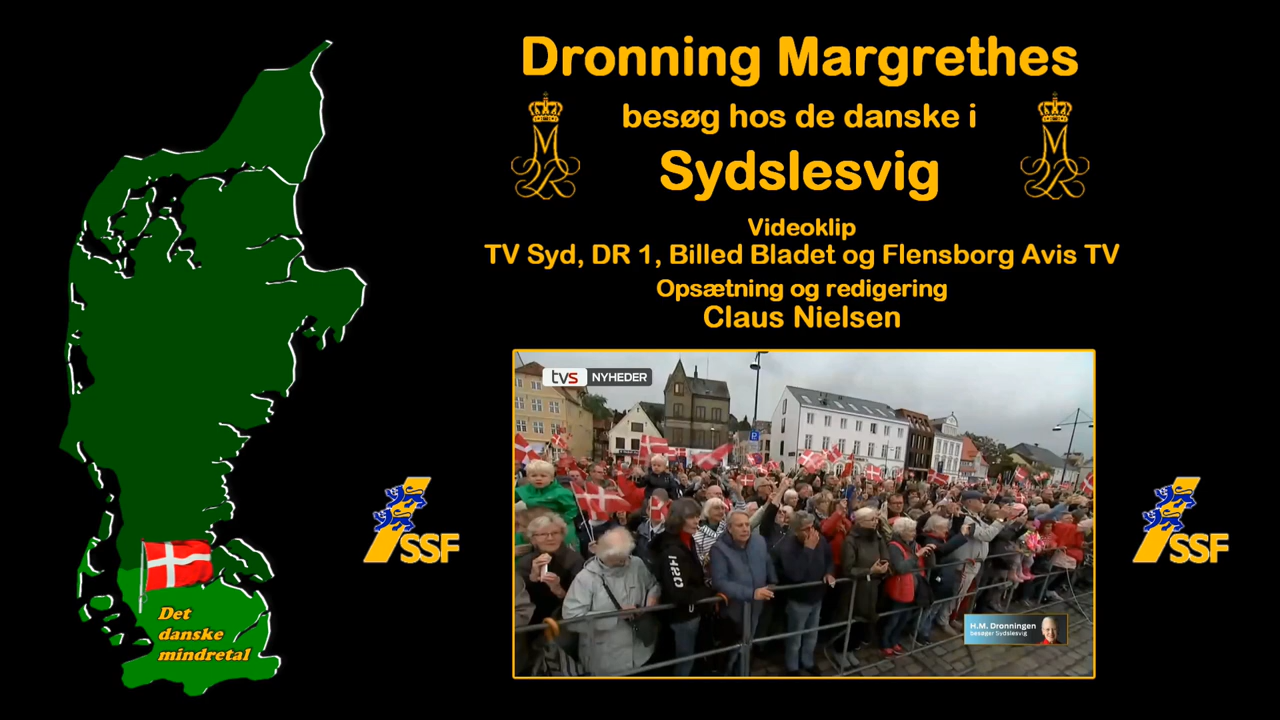 Dronning Margrethes
besøg hos de danske i
Sydslesvig
Videoklip
TV Syd, DR 1, Billed Bladet og Flensborg Avis TV
Opsætning og redigering
Claus Nielsen
tvs NYHEDER
H.M. Dronningen
besøger Sydslesvig
SSF
SSF
Det
danske
mindretal